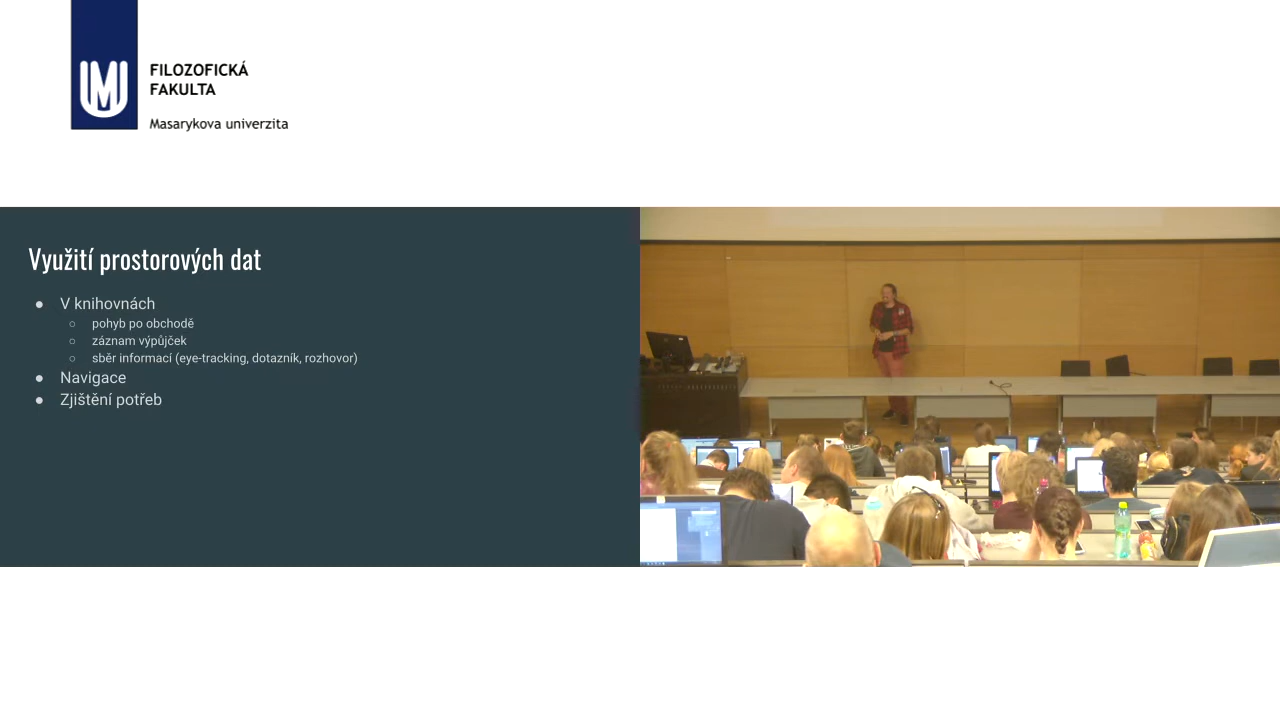 FILOZOFICKÁ
FAKULTA
Masarykova univerzita
Využití prostorových dat
● V knihovnách
○ pohyb po obchodě
○ záznam výpůjček
○ sběr informací (eye-tracking, dotazník, rozhovor)
● Navigace
● Zjištění potřeb